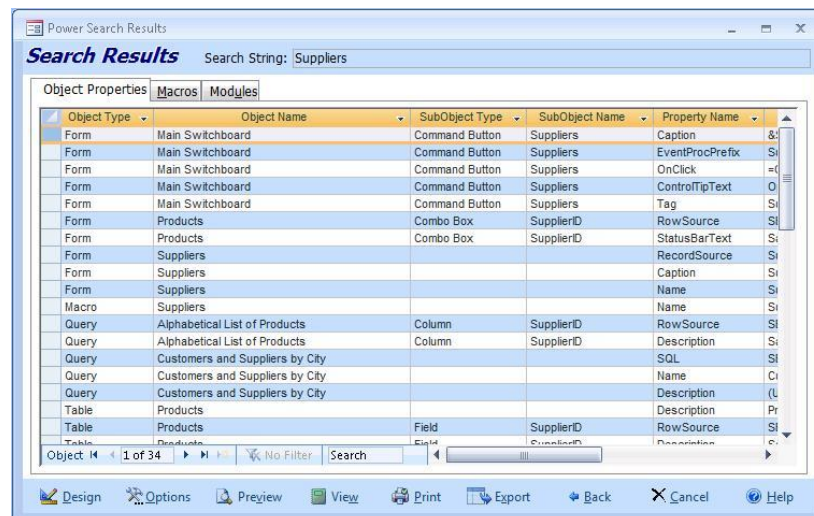 Power Search Results
Search Results Search String: Suppliers
Object Properties Macros Modules
Object Type Object Name SubObject Type SubObject Name Property Name
Form Main Switchboard Command Button Suppliers Caption
Form Main Switchboard Command Button Suppliers EventProcPrefix
Form Main Switchboard Command Button Suppliers OnClick
Form Main Switchboard Command Button Suppliers ControlTipText
Form Main Switchboard Command Button Suppliers Tag
Form Products Combo Box SupplierID RowSource
Form Products Combo Box SupplierID StatusBarText
Form Suppliers RecordSource
Form Suppliers Caption
Form Suppliers Name
Macro Suppliers Name
Query Alphabetical List of Products Column SupplierID RowSource
Query Alphabetical List of Products Column SupplierID Description
Query Customers and Suppliers by City SQL
Query Customers and Suppliers by City Name
Query Customers and Suppliers by City Description
Table Products Description
Table Products Field SupplierID RowSource
Table Products Field SupplierID Description
Object 1 of 34 No Filter Search
Design Options Preview View Print Export Back Cancel Help